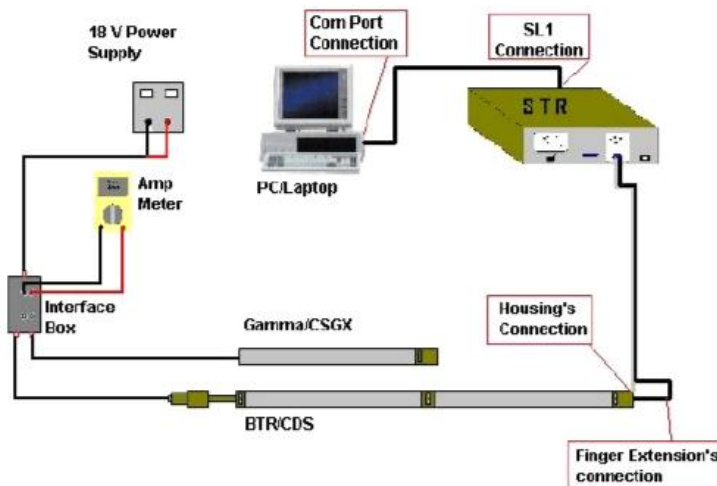 18 V Power
Supply
Com Port
Connection
SL1
Connection
STR
Amp
Meter
PC/Laptop
Interface
Box
Gamma/CSGX
Housing's
Connection
BTR/CDS
Finger Extension's
connection